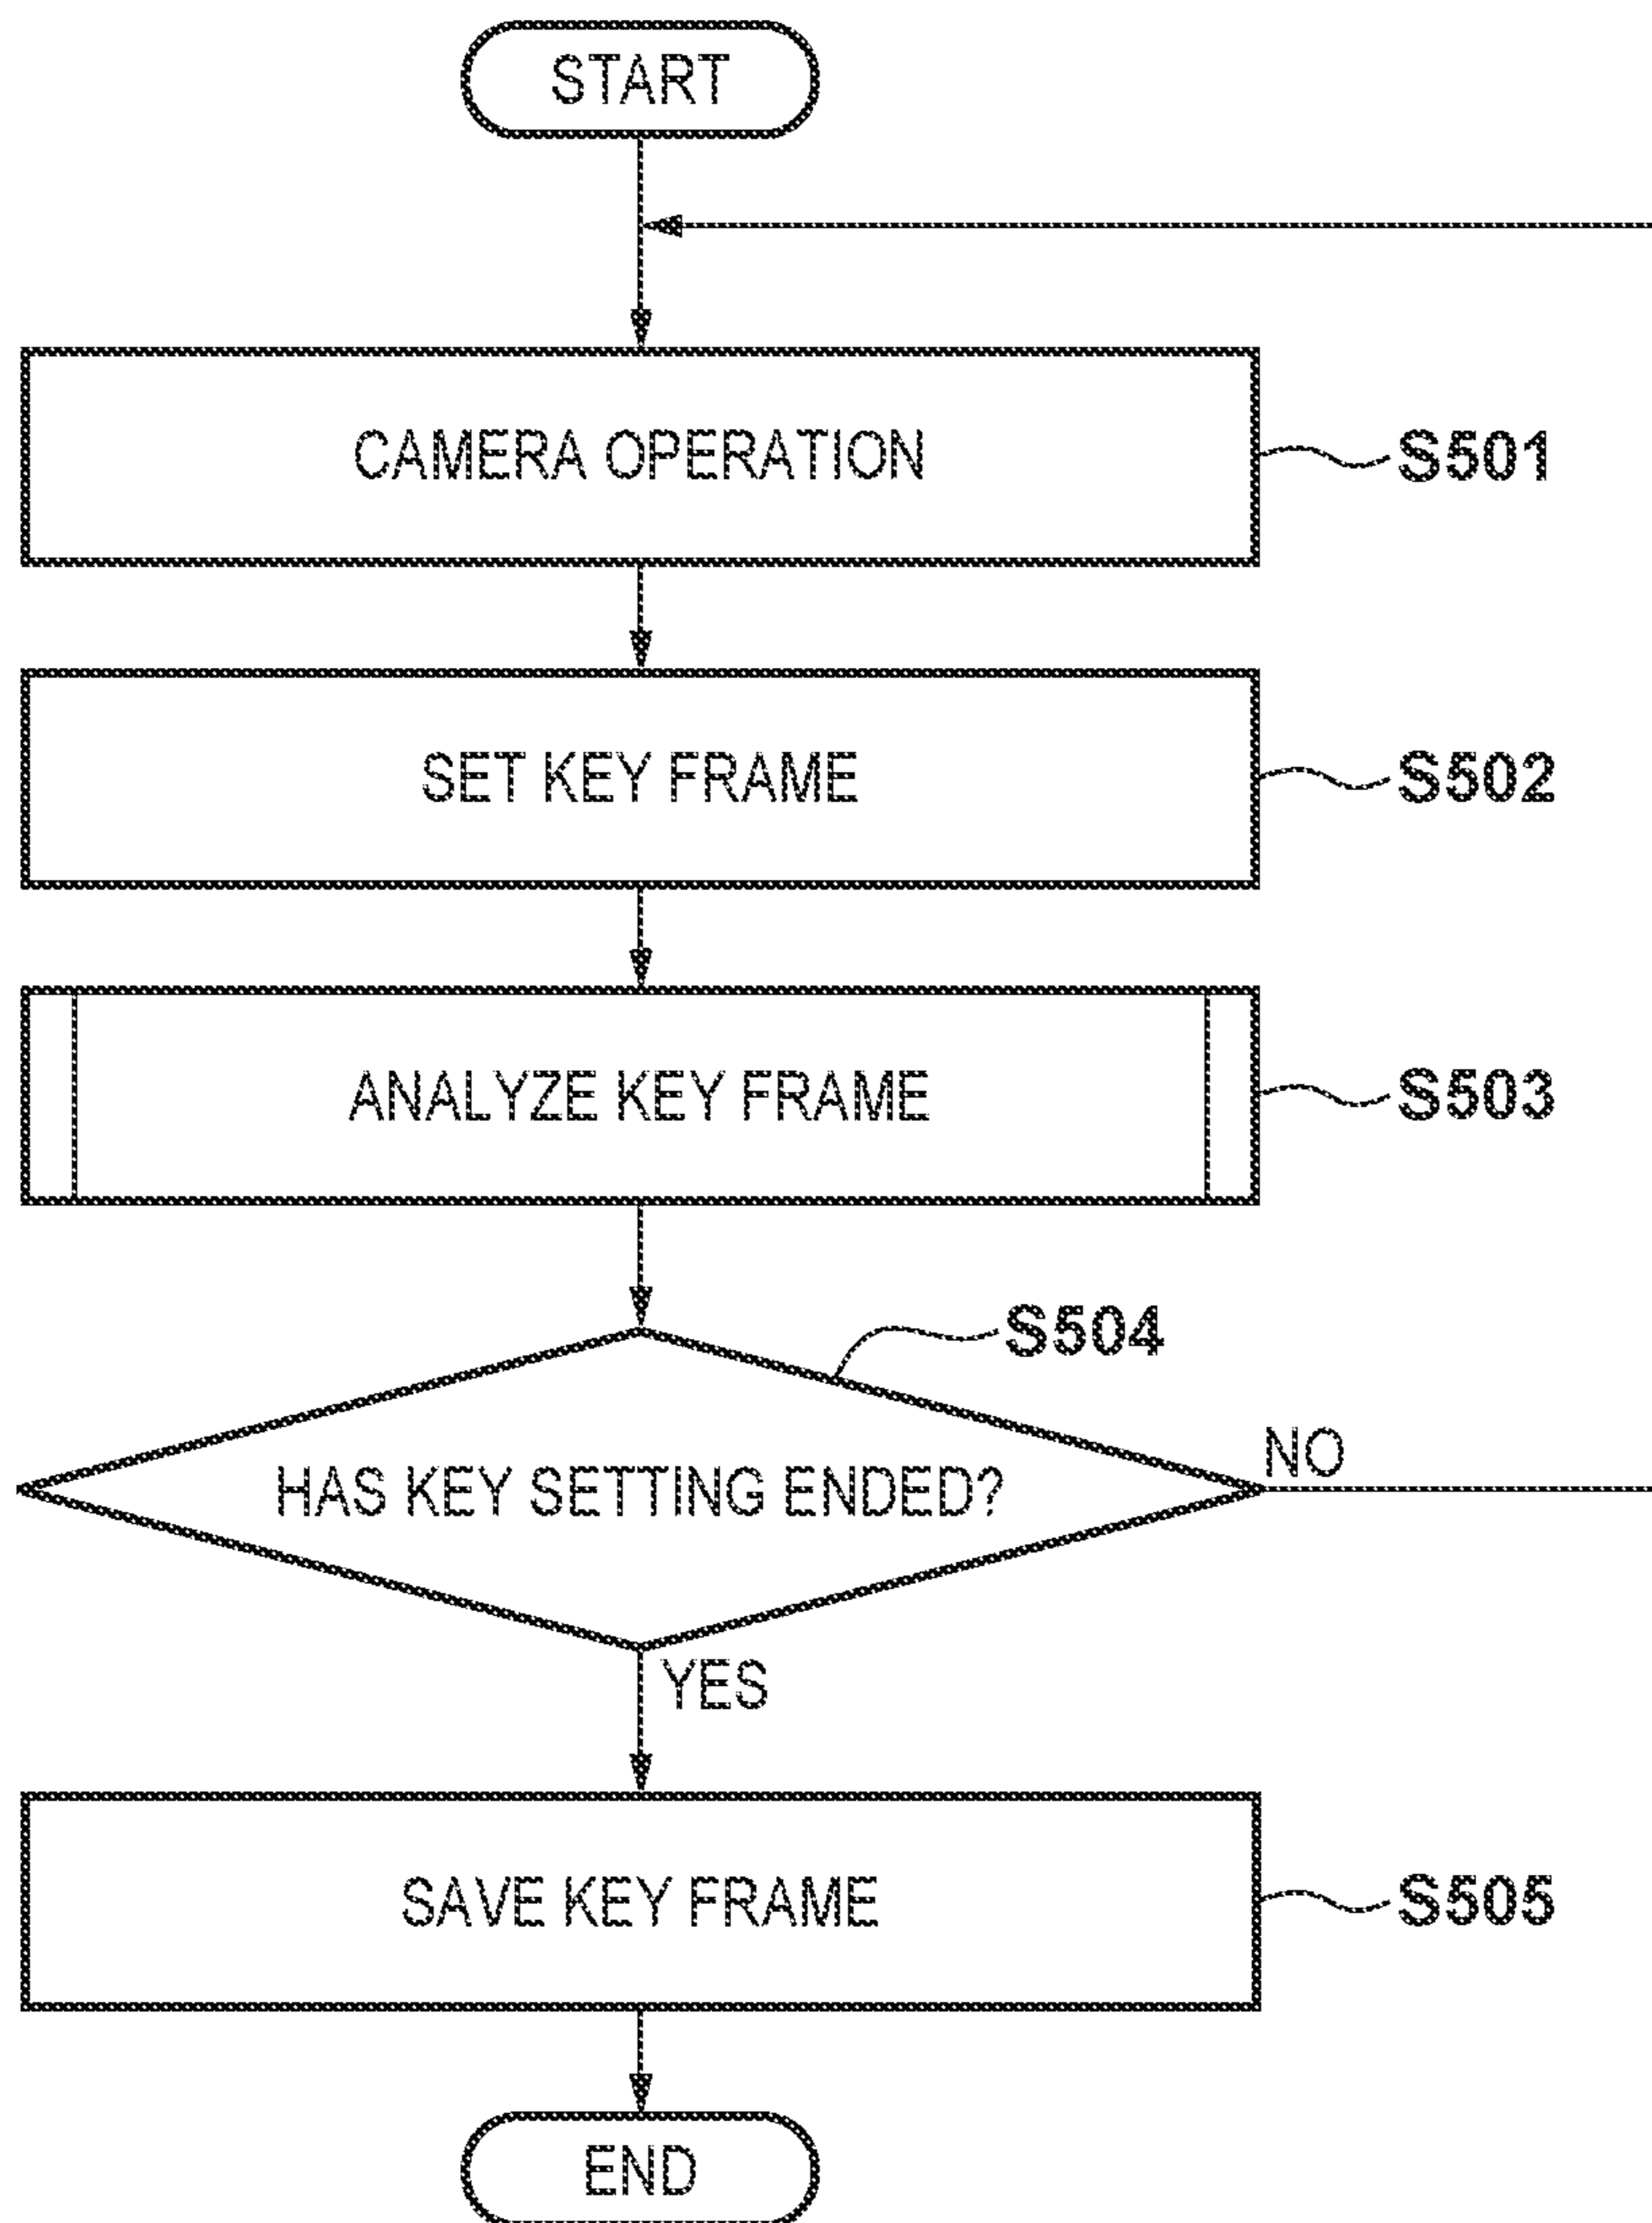 START
CAMERA OPERATION
S501
SET KEY FRAME
S502
ANALYZE KEY FRAME
S503
S504
HAS KEY SETTING ENDED?
NO
YES
SAVE KEY FRAME
S505
END